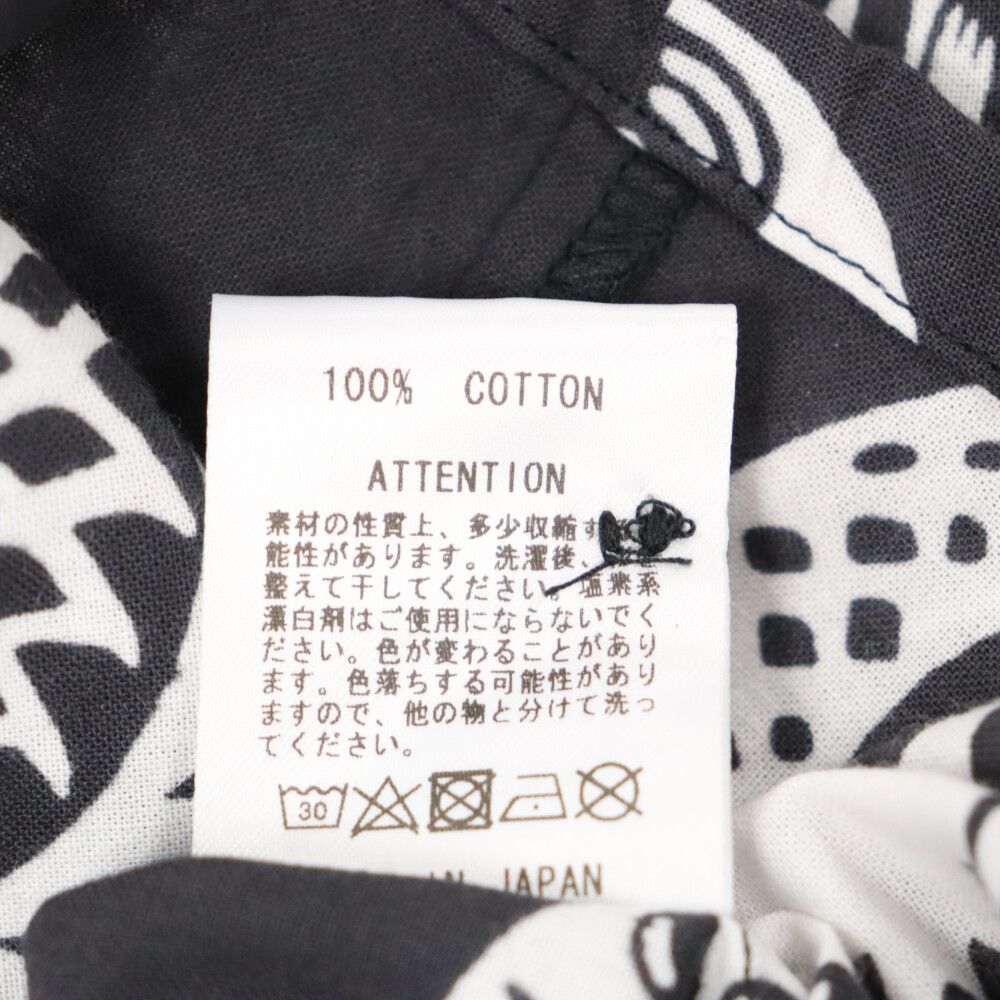 100% COTTON
ATTENTION
素材の性質上、多少収縮す
能性があります。洗濯後、
整えて干してください。塩素系
漂白剤はご使用にならないでく
ださい。色が変わることがあり
ます。色落ちする可能性があり
ますので、他の物と分けて洗っ
てください。
30
IN JAPAN